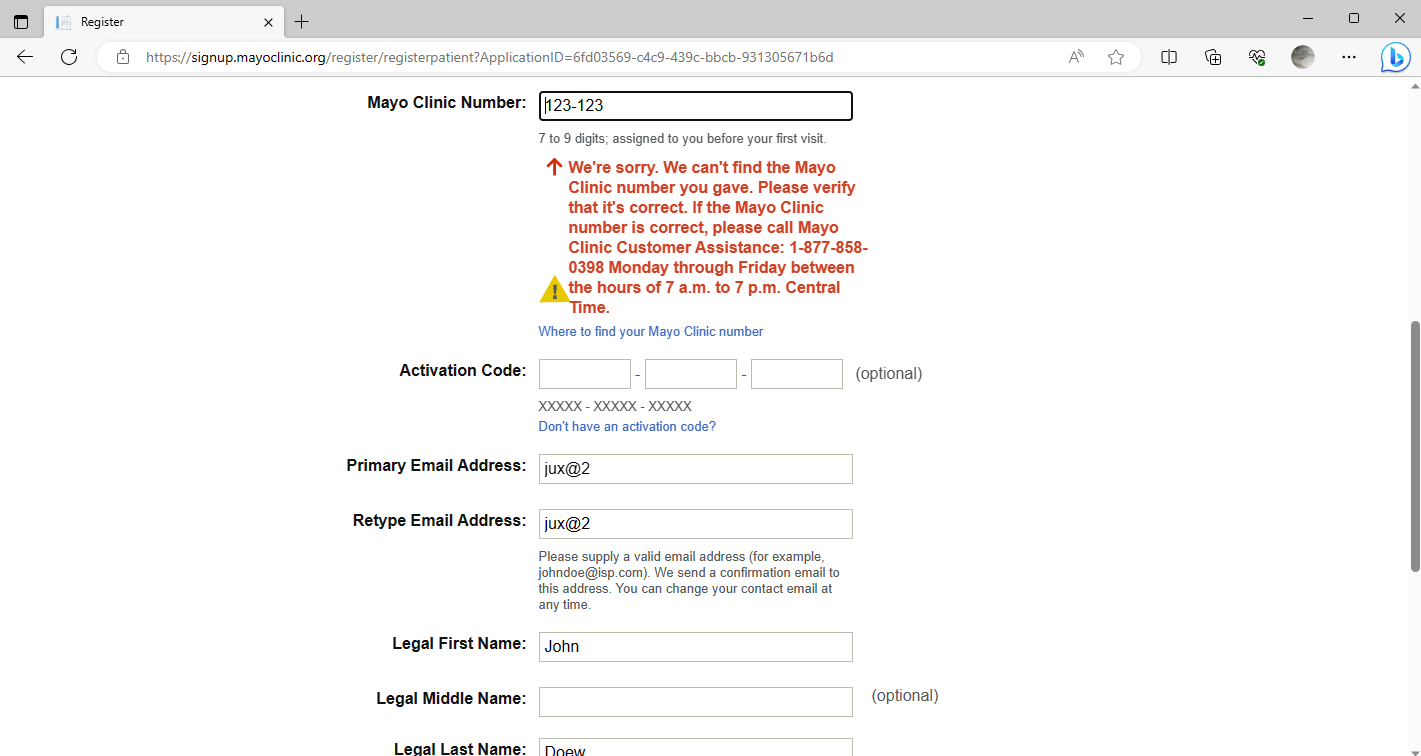 Register
https://signup.mayoclinic.org/register/registerpatient?ApplicationID=6fd03569-c4c9-439c-bbcb-931305671b6d
Mayo Clinic Number: 123-123
7 to 9 digits; assigned to you before your first visit.
We're sorry. We can't find the Mayo
Clinic number you gave. Please verify
that it's correct. If the Mayo Clinic
number is correct, please call Mayo
Clinic Customer Assistance: 1-877-858-
0398 Monday through Friday between
the hours of 7 a.m. to 7 p.m. Central
Time.
Where to find your Mayo Clinic number
Activation Code: - - (optional)
XXXXX - XXXXX - XXXXX
Don't have an activation code?
Primary Email Address: jux@2
Retype Email Address: jux@2
Please supply a valid email address (for example,
johndoe@isp.com). We send a confirmation email to
this address. You can change your contact email at
any time.
Legal First Name: John
Legal Middle Name: (optional)
Legal Last Name: Doew